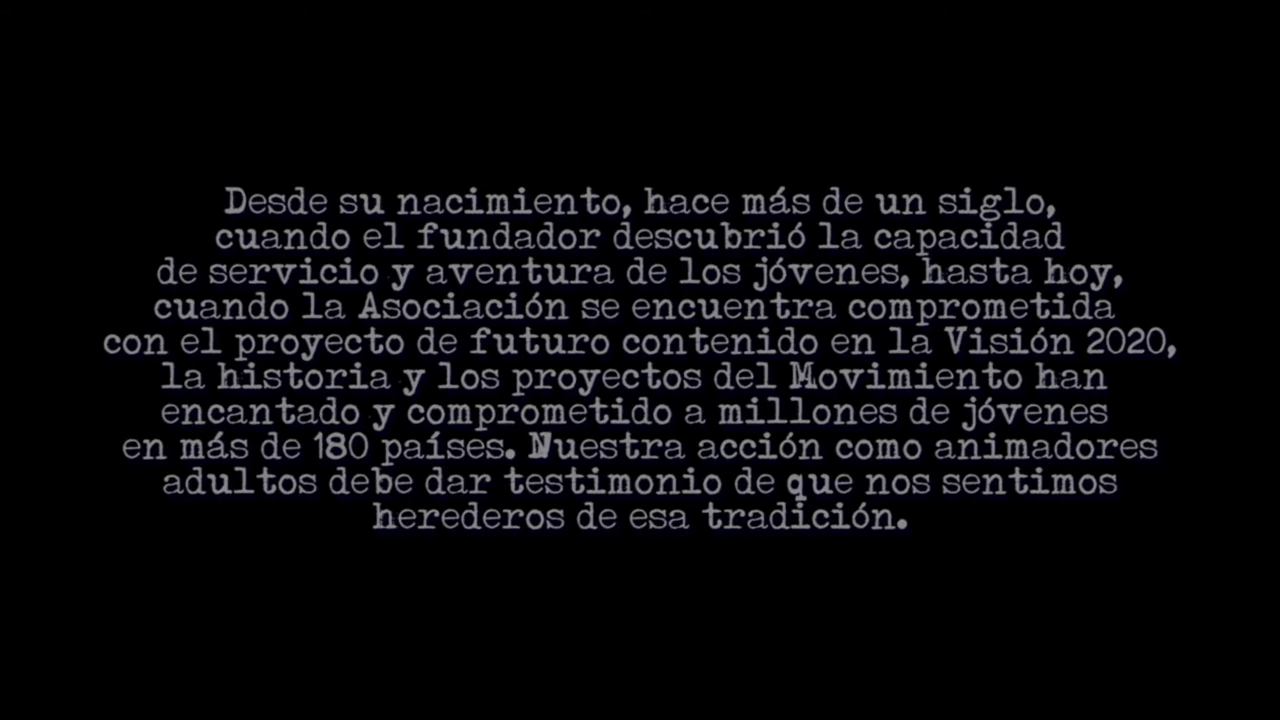 Desde su nacimiento, hace más de un siglo,
cuando el fundador descubrió la capacidad
de servicio y aventura de los jóvenes, hasta hoy,
cuando la Asociación se encuentra comprometida
con el proyecto de futuro contenido en la Visión 2020,
la historia y los proyectos del Movimiento han
encantado y comprometido a millones de jóvenes
en más de 180 países. Nuestra acción como animadores
adultos debe dar testimonio de que nos sentimos
herederos de esa tradición.